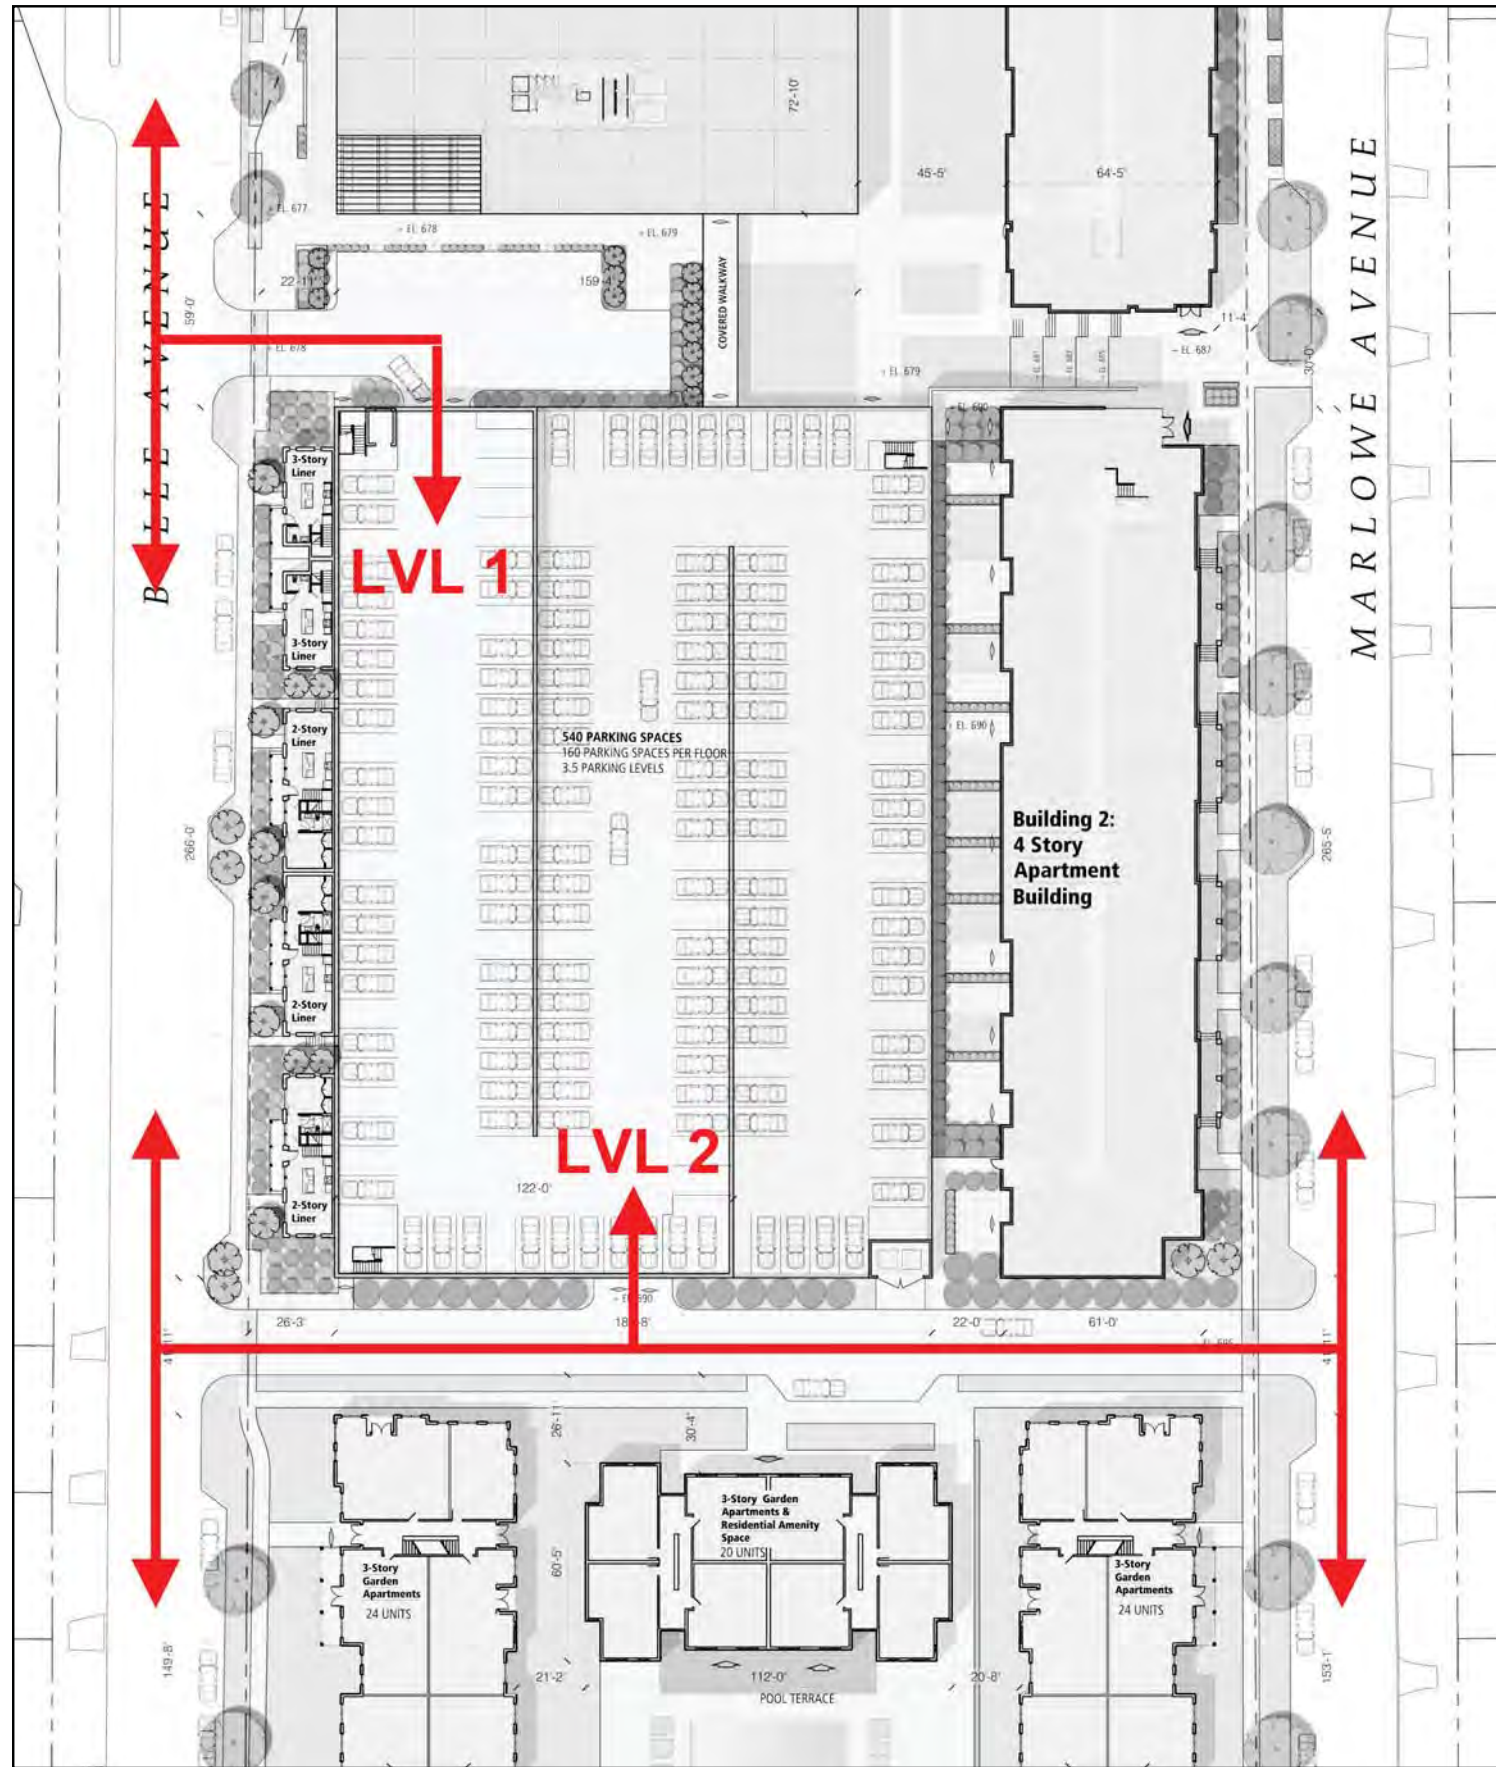 72'-10'
45'-5'
64'-5'
BELLE AVENUE
MARLOWE AVENUE
+ EL. 677
+ EL. 678
+ EL. 679
22'-11'
COVERED WALKWAY
59'-0'
11'-4
+ EL. 687
30'-0'
+ EL. 678
+ EL. 679
LVL 1
3-Story
Liner
3-Story
Liner
2-Story
Liner
540 PARKING SPACES
160 PARKING SPACES PER FLOOR
3.5 PARKING LEVELS
+ EL. 690
266'-0'
Building 2:
4 Story
Apartment
Building
2-Story
Liner
LVL 2
122'-0'
2-Story
Liner
26'-3'
22'-0'
61'-0'
26'-11'
30'-4'
3-Story Garden
Apartments &
Residential Amenity
Space
20 UNITS
60'-5'
3-Story
Garden
Apartments
24 UNITS
3-Story
Garden
Apartments
24 UNITS
149'-8'
21'-2'
112'-0'
20'-8'
153'-1'
POOL TERRACE